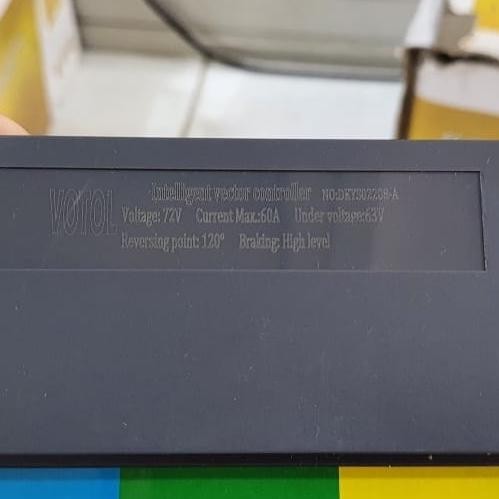 VOTOL
Intelligent vector controller NO:DKYS02208-A
Voltage: 72V Current Max.:60A Under voltage:63V
Reversing point: 120° Braking: High level